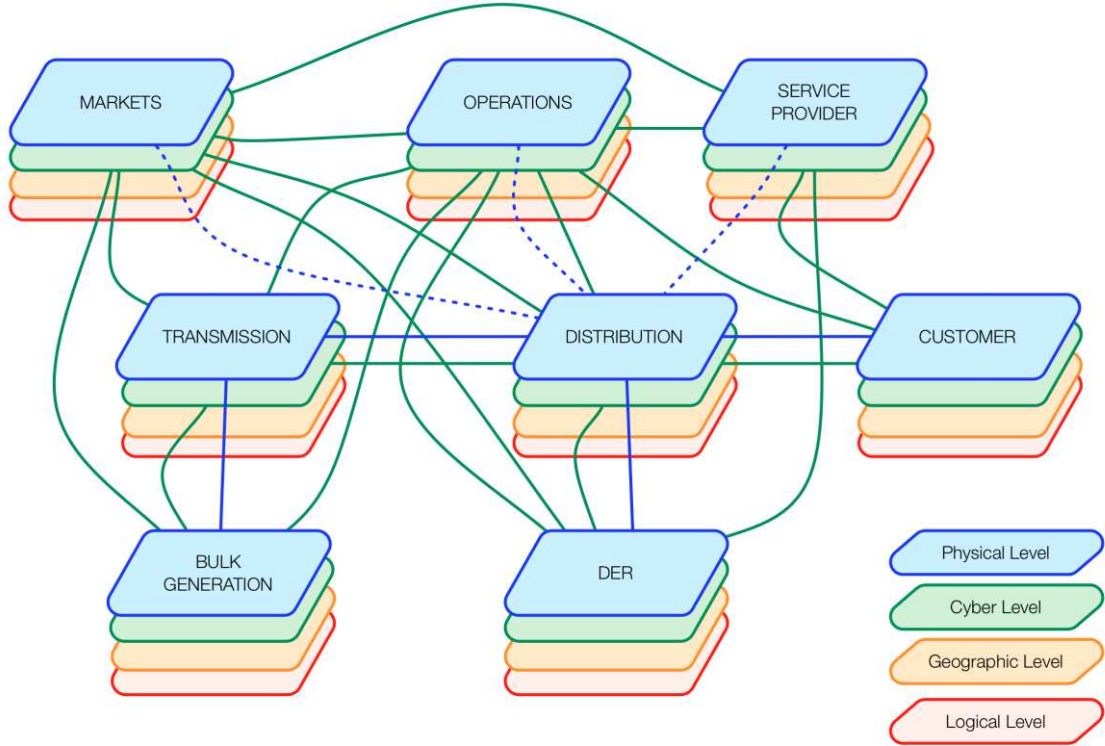 MARKETS
OPERATIONS
SERVICE
PROVIDER
TRANSMISSION
DISTRIBUTION
CUSTOMER
BULK
GENERATION
DER
Physical Level
Cyber Level
Geographic Level
Logical Level